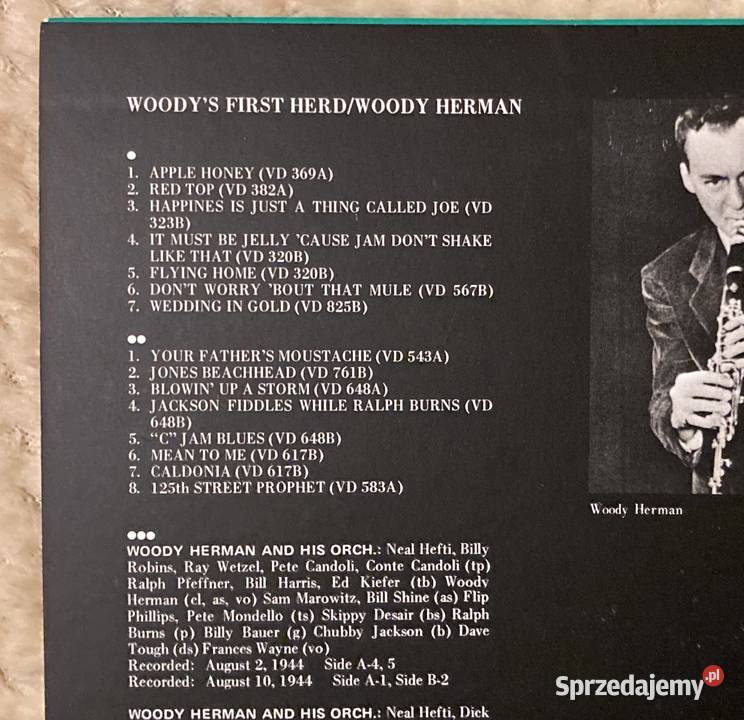 WOODY'S FIRST HERD/WOODY HERMAN
1. APPLE HONEY (VD 369A)
2. RED TOP (VD 382A)
3. HAPPINES IS JUST A THING CALLED JOE (VD
323B)
4. IT MUST BE JELLY 'CAUSE JAM DON'T SHAKE
LIKE THAT (VD 320B)
5. FLYING HOME (VD 320B)
6. DON'T WORRY 'BOUT THAT MULE (VD 567B)
7. WEDDING IN GOLD (VD 825B)
1. YOUR FATHER'S MOUSTACHE (VD 543A)
2. JONES BEACHHEAD (VD 761B)
3. BLOWIN' UP A STORM (VD 648A)
4. JACKSON FIDDLES WHILE RALPH BURNS (VD
648B)
5. "C" JAM BLUES (VD 648B)
6. MEAN TO ME (VD 617B)
7. CALDONIA (VD 617B)
8. 125th STREET PROPHET (VD 583A)
WOODY HERMAN AND HIS ORCH.: Neal Hefti, Billy
Robins, Ray Wetzel, Pete Candoli, Conte Candoli (tp)
Ralph Pfeffner, Bill Harris, Ed Kiefer (tb) Woody
Herman (cl, as, vo) Sam Marowitz, Bill Shine (as) Flip
Phillips, Pete Mondello (ts) Skippy Desair (bs) Ralph
Burns (p) Billy Bauer (g) Chubby Jackson (b) Dave
Tough (ds) Frances Wayne (vo)
Recorded: August 2, 1944 Side A-4, 5
Recorded: August 10, 1944 Side A-1, Side B-2
WOODY HERMAN AND HIS ORCH.: Neal Hefti, Dick
Woody Herman
Sprzedajemy.pl